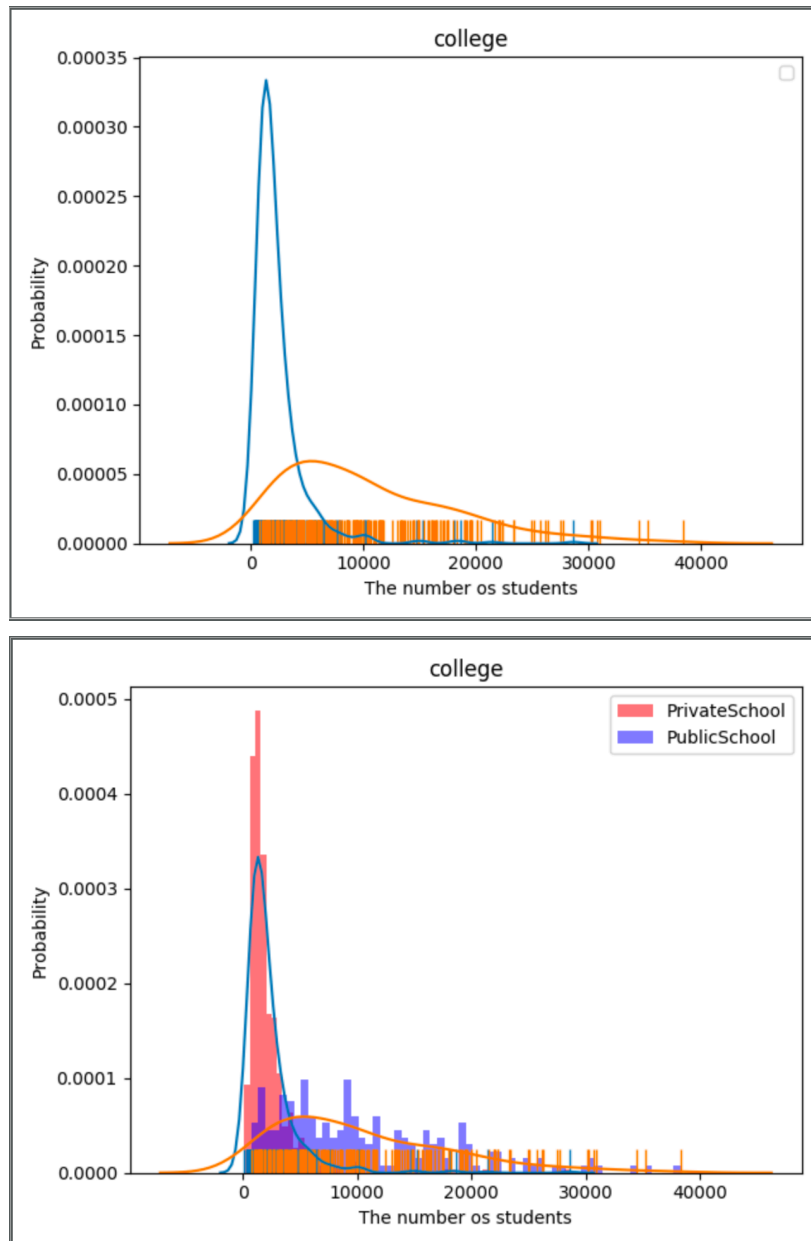 college
0.00035
0.00030
0.00025
0.00020
0.00015
0.00010
0.00005
0.00000
Probability
0 10000 20000 30000 40000
The number os students
college
PrivateSchool
PublicSchool
0.0005
0.0004
0.0003
0.0002
0.0001
0.0000
Probability
0 10000 20000 30000 40000
The number os students